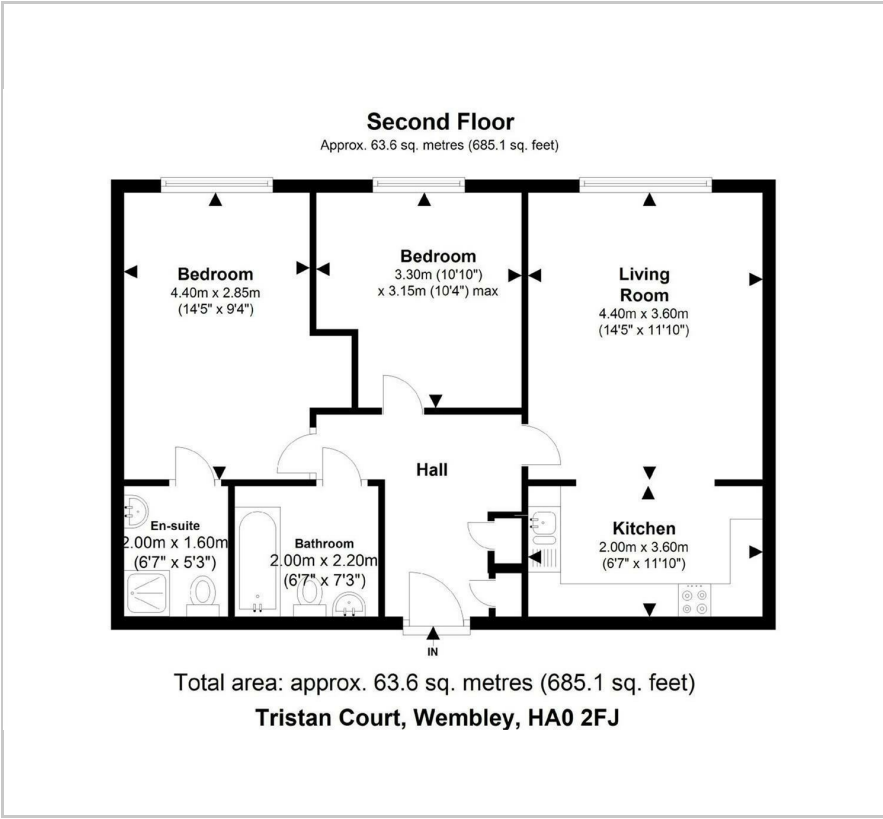 Second Floor
Approx. 63.6 sq. metres (685.1 sq. feet)
Bedroom
4.40m x 2.85m
(14'5" x 9'4")
Bedroom
3.30m (10'10")
x 3.15m (10'4") max
Living
Room
4.40m x 3.60m
(14'5" x 11'10")
Hall
En-suite
2.00m x 1.60m
(6'7" x 5'3")
Bathroom
2.00m x 2.20m
(6'7" x 7'3")
Kitchen
2.00m x 3.60m
(6'7" x 11'10")
IN
Total area: approx. 63.6 sq. metres (685.1 sq. feet)
Tristan Court, Wembley, HA0 2FJ